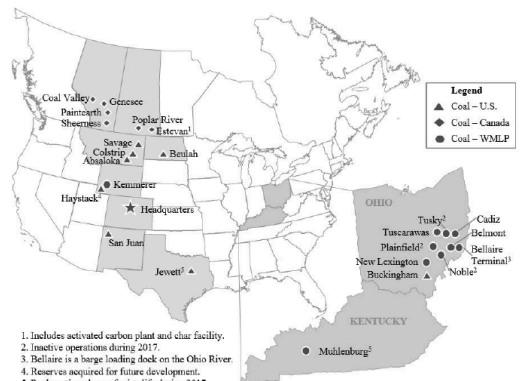 Coal Valley
Genesee
Paintearth
Sheerness
Poplar River
Estevan¹
Savage
Colstrip
Absaloka
Beulah
Kemmerer
Haystack⁴
Headquarters
San Juan
Jewett⁵
Legend
Coal – U.S.
Coal – Canada
Coal – WMLP
OHIO
Tusky²
Cadiz
Tuscarawas
Belmont
Plainfield²
Bellaire
Terminal³
New Lexington
Noble²
Buckingham
KENTUCKY
Muhlenburg⁵
1. Includes activated carbon plant and char facility.
2. Inactive operations during 2017.
3. Bellaire is a barge loading dock on the Ohio River.
4. Reserves acquired for future development.